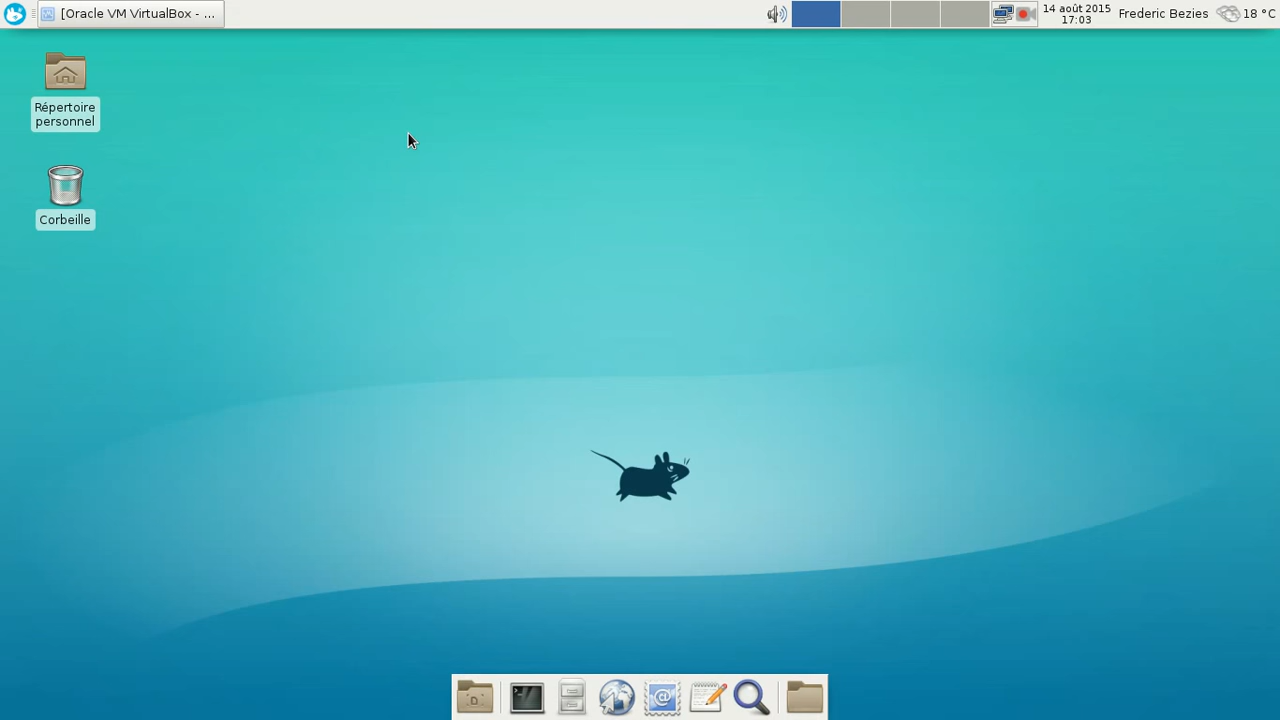 [Oracle VM VirtualBox - ...
14 août 2015
17:03
Frederic Bezies
18 °C
Répertoire
personnel
Corbeille